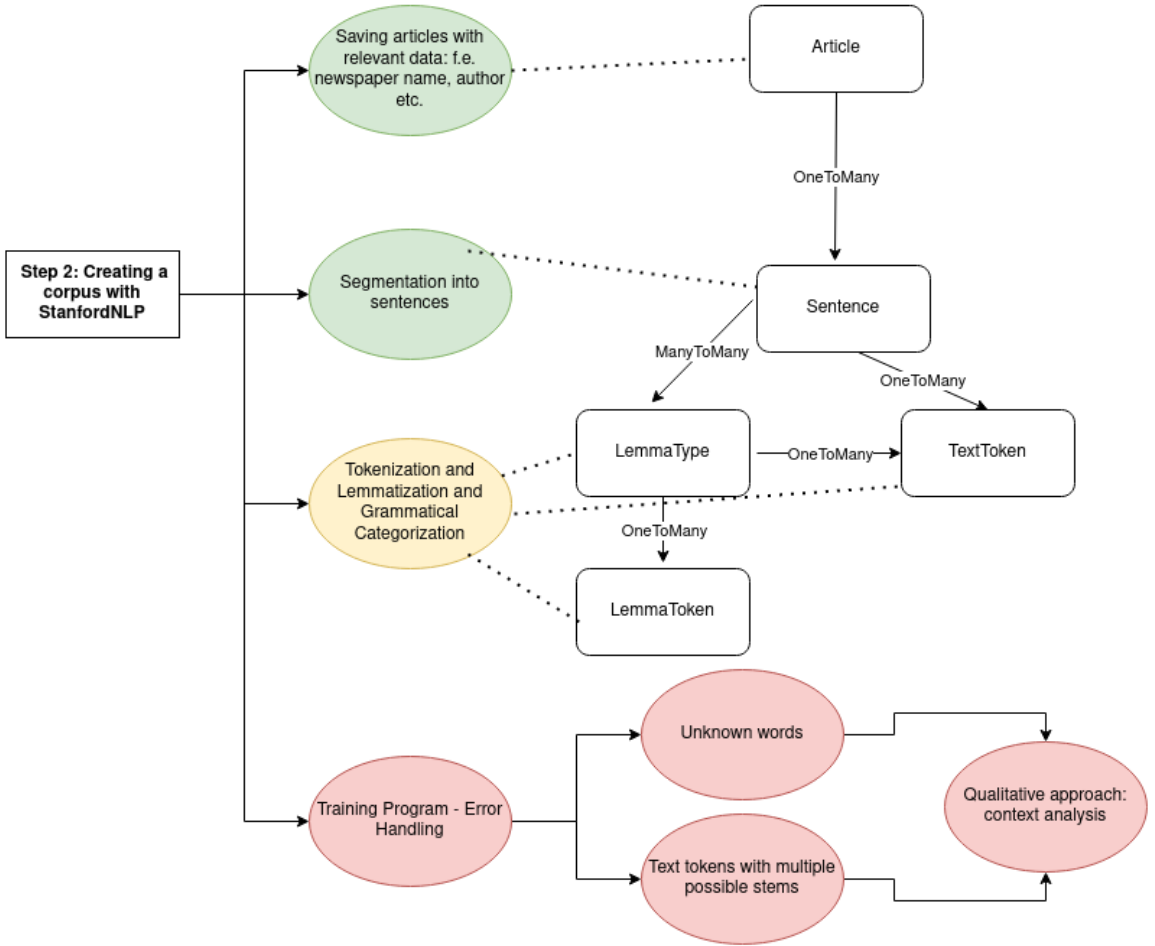 Saving articles with
relevant data: f.e.
newspaper name, author
etc.
Article
OneToMany
Step 2: Creating a
corpus with
StanfordNLP
Segmentation into
sentences
Sentence
ManyToMany
OneToMany
Tokenization and
Lemmatization and
Grammatical
Categorization
LemmaType
OneToMany
TextToken
OneToMany
LemmaToken
Training Program - Error
Handling
Unknown words
Text tokens with multiple
possible stems
Qualitative approach:
context analysis